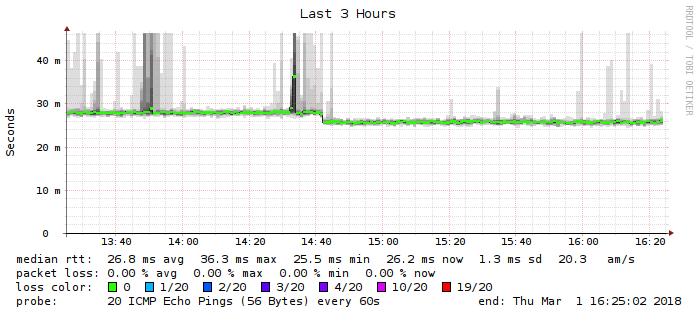 Last 3 Hours
RRDTOOL / TOBI OETIKER
Seconds
40 m
30 m
20 m
10 m
0
13:40 14:00 14:20 14:40 15:00 15:20 15:40 16:00 16:20
median rtt: 26.8 ms avg 36.3 ms max 25.5 ms min 26.2 ms now 1.3 ms sd 20.3 am/s
packet loss: 0.00 % avg 0.00 % max 0.00 % min 0.00 % now
loss color: 0 1/20 2/20 3/20 4/20 10/20 19/20
probe: 20 ICMP Echo Pings (56 Bytes) every 60s end: Thu Mar 1 16:25:02 2018